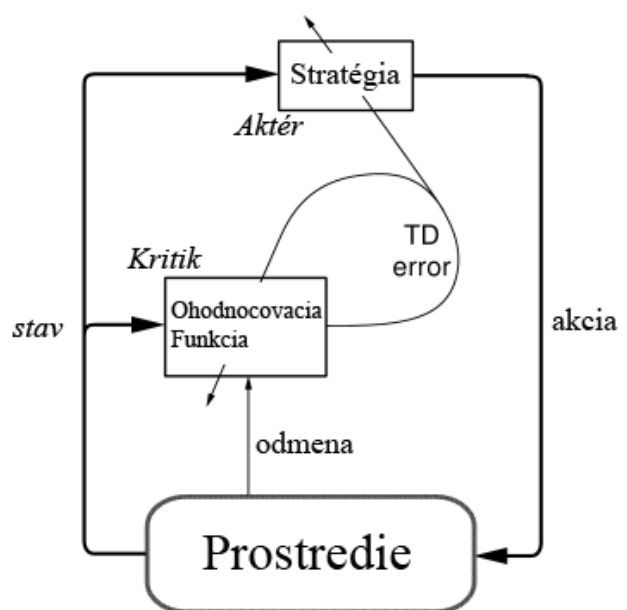 Stratégia
Aktér
TD
error
Kritik
Ohodnocovacia
Funkcia
stav
akcia
odmena
Prostredie